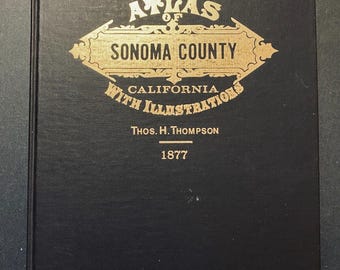 ATLAS
OF
SONOMA COUNTY
CALIFORNIA
WITH ILLUSTRATIONS
THOS. H. THOMPSON
1877